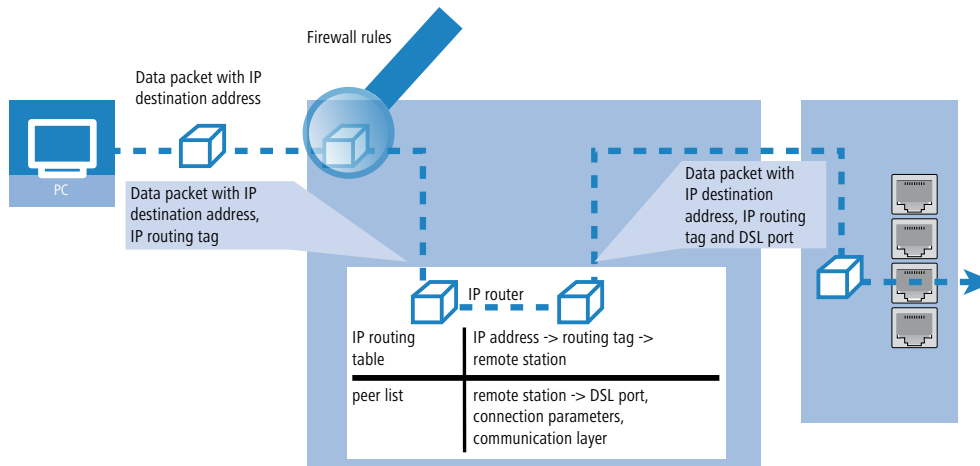 Firewall rules
Data packet with IP
destination address
PC
Data packet with IP
destination address,
IP routing tag
Data packet with
IP destination
address, IP routing
tag and DSL port
IP router
IP routing
table
IP address -> routing tag ->
remote station
peer list
remote station -> DSL port,
connection parameters,
communication layer